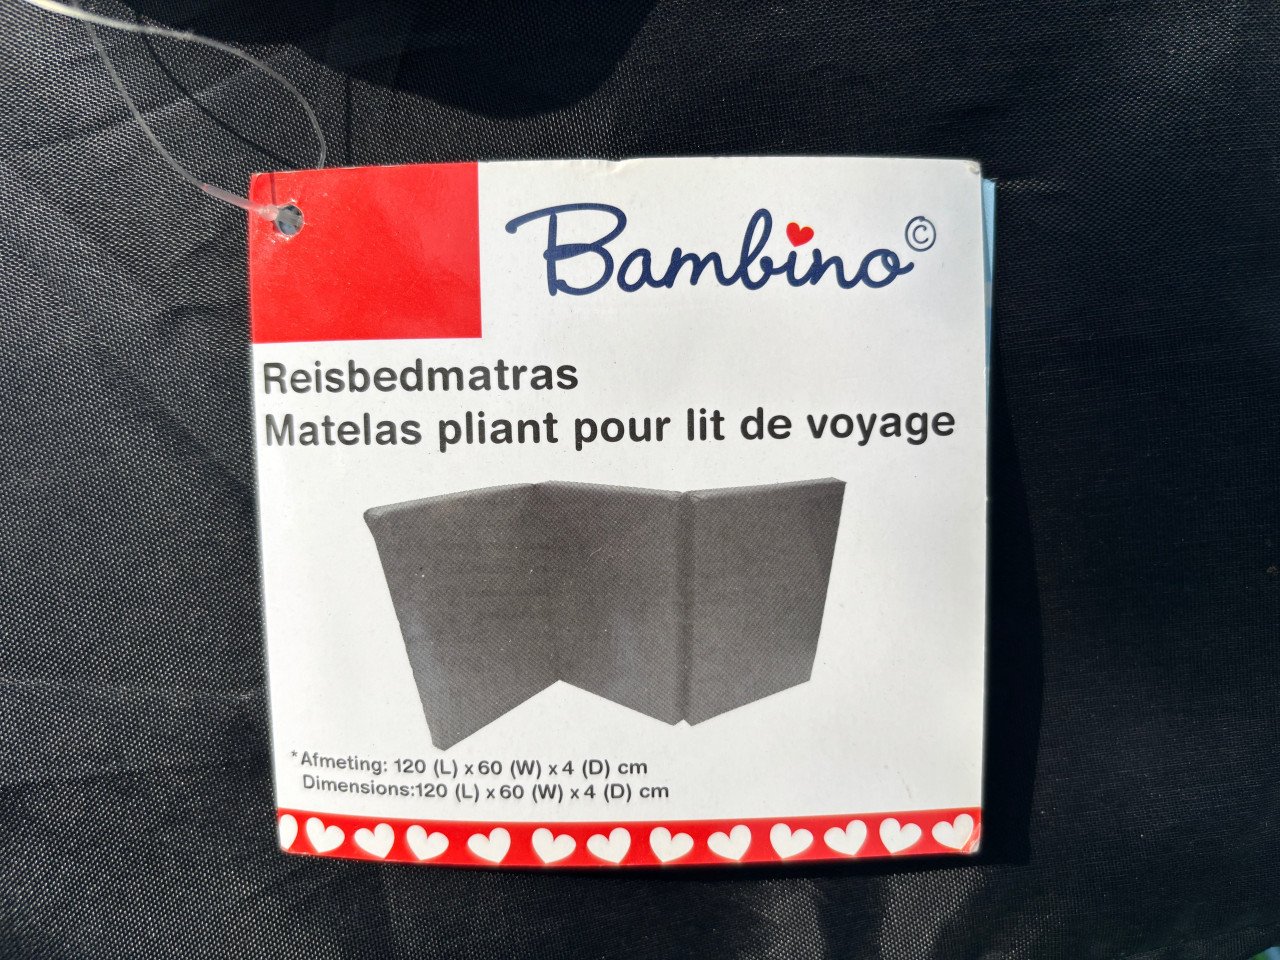 Bambino©
Reisbedmatras
Matelas pliant pour lit de voyage
*Afmeting: 120 (L) x 60 (W) x 4 (D) cm
Dimensions:120 (L) x 60 (W) x 4 (D) cm